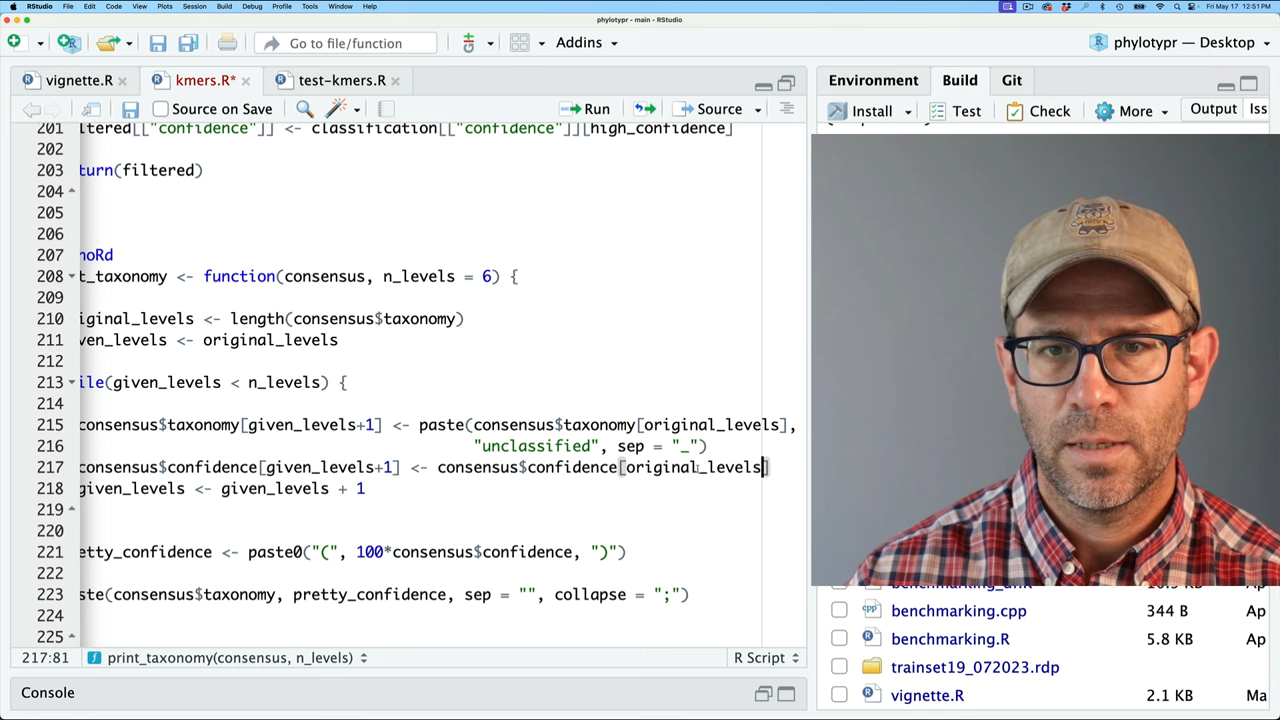 RStudio File Edit Code View Plots Session Build Debug Profile Tools Window Help Fri May 17 12:51PM
phylotypr - main - RStudio
Go to file/function Addins phylotypr — Desktop
vignette.R kmers.R* test-kmers.R Environment Build Git
Source on Save Run Source Install Test Check More Output Iss
201 ltered[["confidence"]] <- classification[["confidence"]][high_confidence]
202
203 turn(filtered)
204
205
206
207 noRd
208 t_taxonomy <- function(consensus, n_levels = 6) {
209
210 iginal_levels <- length(consensus$taxonomy)
211 ven_levels <- original_levels
212
213 ile(given_levels < n_levels) {
214
215 consensus$taxonomy[given_levels+1] <- paste(consensus$taxonomy[original_levels],
216 "unclassified", sep = "_")
217 consensus$confidence[given_levels+1] <- consensus$confidence[original_levels]
218 given_levels <- given_levels + 1
219
220
221 etty_confidence <- paste0("(", 100*consensus$confidence, ")")
222
223 ste(consensus$taxonomy, pretty_confidence, sep = "", collapse = ";")
224
225
217:81 print_taxonomy(consensus, n_levels) R Script
Console
benchmarking.cpp 344 B Ap
benchmarking.R 5.8 KB Ap
trainset19_072023.rdp
vignette.R 2.1 KB Ma